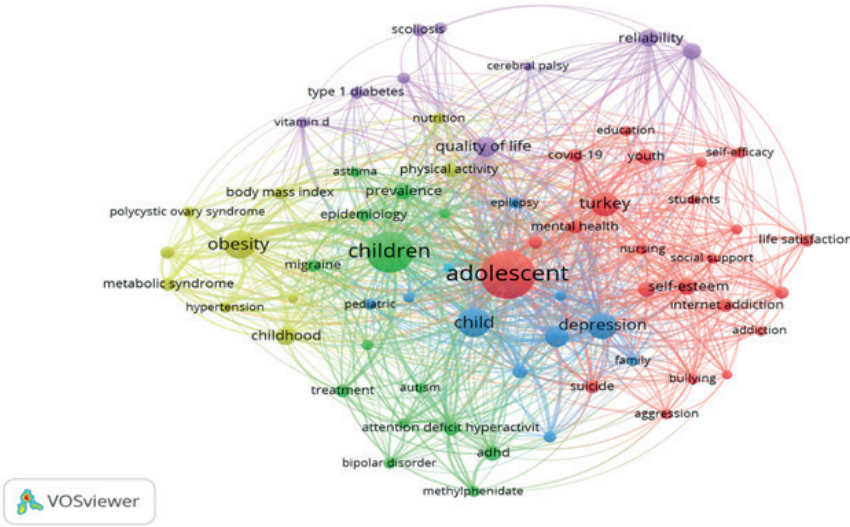 scoliosis
reliability
cerebral palsy
type 1 diabetes
vitamin d
nutrition
education
quality of life
covid-19
youth
self-efficacy
asthma
physical activity
body mass index
prevalence
epilepsy
turkey
students
polycystic ovary syndrome
epidemiology
mental health
obesity
children
nursing
life satisfaction
migraine
social support
adolescent
metabolic syndrome
self-esteem
hypertension
pediatric
internet addiction
childhood
child
depression
addiction
family
treatment
autism
suicide
bullying
attention deficit hyperactivit
aggression
adhd
bipolar disorder
methylphenidate
VOSviewer